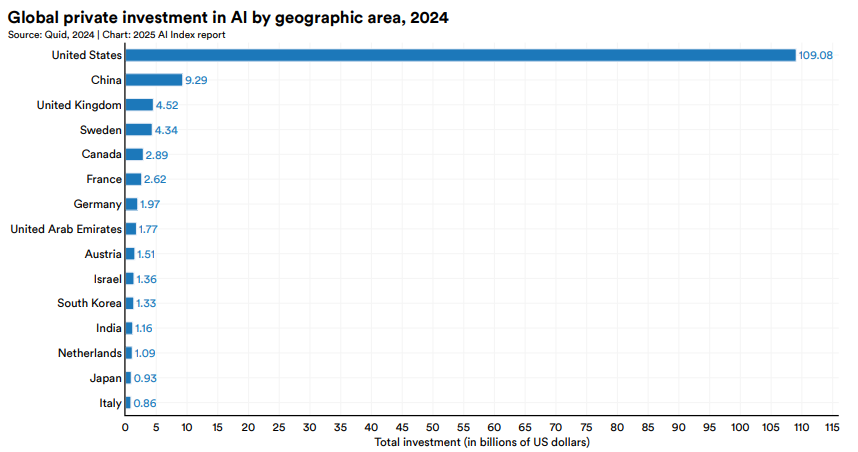 Global private investment in AI by geographic area, 2024
Source: Quid, 2024 | Chart: 2025 AI Index report
United States 109.08
China 9.29
United Kingdom 4.52
Sweden 4.34
Canada 2.89
France 2.62
Germany 1.97
United Arab Emirates 1.77
Austria 1.51
Israel 1.36
South Korea 1.33
India 1.16
Netherlands 1.09
Japan 0.93
Italy 0.86
0 5 10 15 20 25 30 35 40 45 50 55 60 65 70 75 80 85 90 95 100 105 110 115
Total investment (in billions of US dollars)